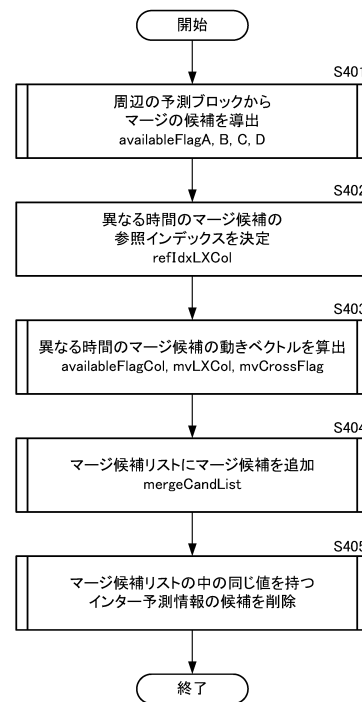 開始
S401
周辺の予測ブロックから
マージの候補を導出
availableFlagA, B, C, D
S402
異なる時間のマージ候補の
参照インデックスを決定
refIdxLXCol
S403
異なる時間のマージ候補の動きベクトルを算出
availableFlagCol, mvLXCol, mvCrossFlag
S404
マージ候補リストにマージ候補を追加
mergeCandList
S405
マージ候補リストの中の同じ値を持つ
インター予測情報の候補を削除
終了